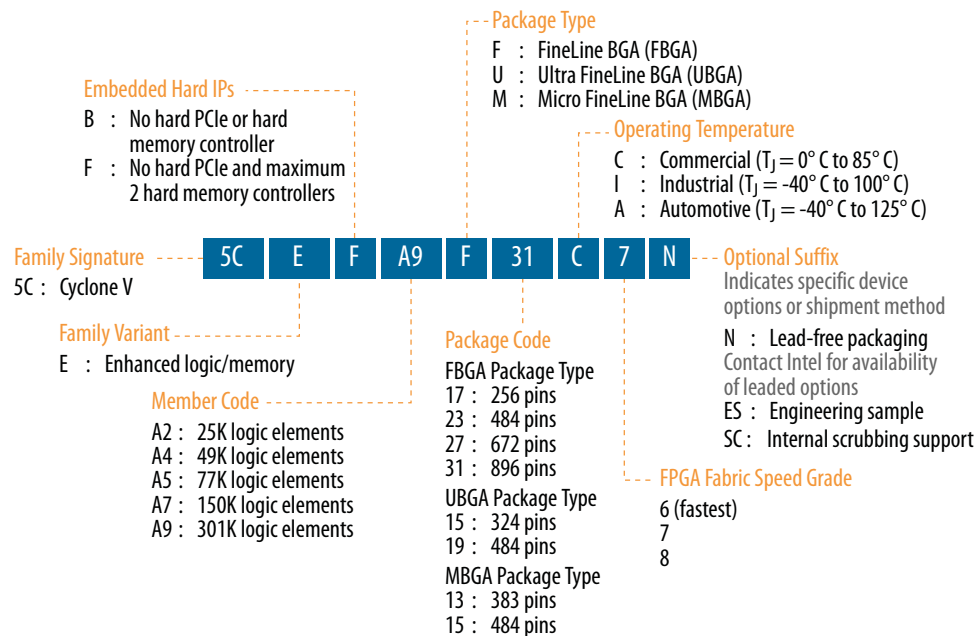 Package Type
F : FineLine BGA (FBGA)
U : Ultra FineLine BGA (UBGA)
M : Micro FineLine BGA (MBGA)
Embedded Hard IPs
B : No hard PCIe or hard
memory controller
F : No hard PCIe and maximum
2 hard memory controllers
Operating Temperature
C : Commercial (TJ = 0° C to 85° C)
I : Industrial (TJ = -40° C to 100° C)
A : Automotive (TJ = -40° C to 125° C)
Family Signature
5C : Cyclone V
5C E F A9 F 31 C 7 N
Optional Suffix
Indicates specific device
options or shipment method
N : Lead-free packaging
Contact Intel for availability
of leaded options
ES : Engineering sample
SC : Internal scrubbing support
Family Variant
E : Enhanced logic/memory
Member Code
A2 : 25K logic elements
A4 : 49K logic elements
A5 : 77K logic elements
A7 : 150K logic elements
A9 : 301K logic elements
Package Code
FBGA Package Type
17 : 256 pins
23 : 484 pins
27 : 672 pins
31 : 896 pins
UBGA Package Type
15 : 324 pins
19 : 484 pins
MBGA Package Type
13 : 383 pins
15 : 484 pins
FPGA Fabric Speed Grade
6 (fastest)
7
8